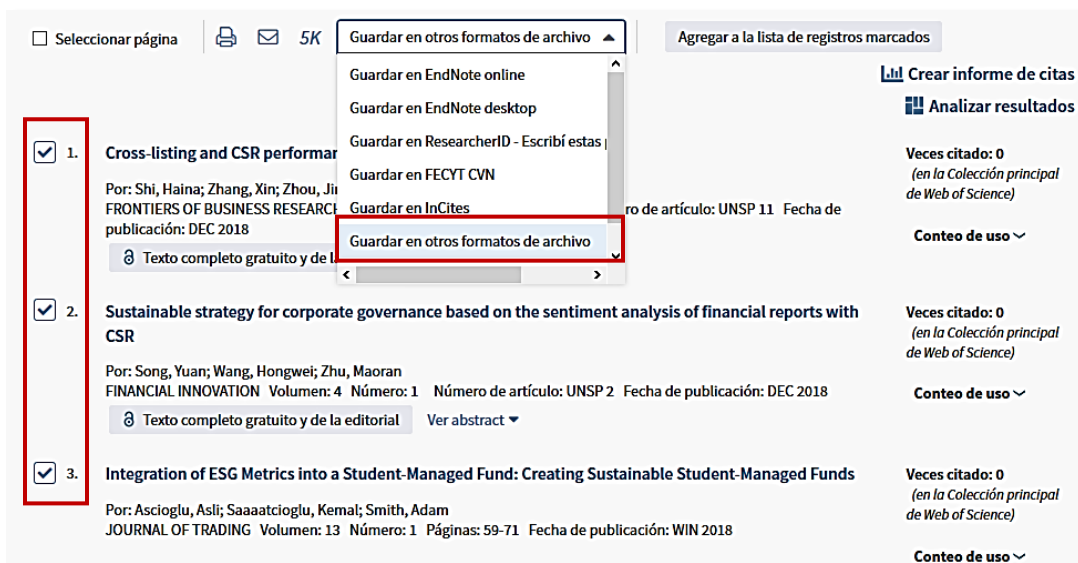 Seleccionar página 5K Guardar en otros formatos de archivo Agregar a la lista de registros marcados
Guardar en EndNote online
Guardar en EndNote desktop
Guardar en ResearcherID - Escribí estas
Guardar en FECYT CVN
Guardar en InCites
Guardar en otros formatos de archivo
Crear informe de citas
Analizar resultados
1. Cross-listing and CSR
Por: Shi, Haina; Zhang, Xin; Zhou,
FRONTIERS OF BUSINESS RESEARCH ro de artículo: UNSP 11 Fecha de
publicación: DEC 2018
Texto completo gratuito y de
Veces citado: 0
(en la Colección principal
de Web of Science)
Conteo de uso
2. Sustainable strategy for corporate governance based on the sentiment analysis of financial reports with
CSR
Por: Song, Yuan; Wang, Hongwei; Zhu, Maoran
FINANCIAL INNOVATION Volumen: 4 Número: 1 Número de artículo: UNSP 2 Fecha de publicación: DEC 2018
Texto completo gratuito y de la editorial Ver abstract
Veces citado: 0
(en la Colección principal
de Web of Science)
Conteo de uso
3. Integration of ESG Metrics into a Student-Managed Fund: Creating Sustainable Student-Managed Funds
Por: Ascioglu, Asli; Saaaatcioglu, Kemal; Smith, Adam
JOURNAL OF TRADING Volumen: 13 Número: 1 Páginas: 59-71 Fecha de publicación: WIN 2018
Veces citado: 0
(en la Colección principal
de Web of Science)
Conteo de uso